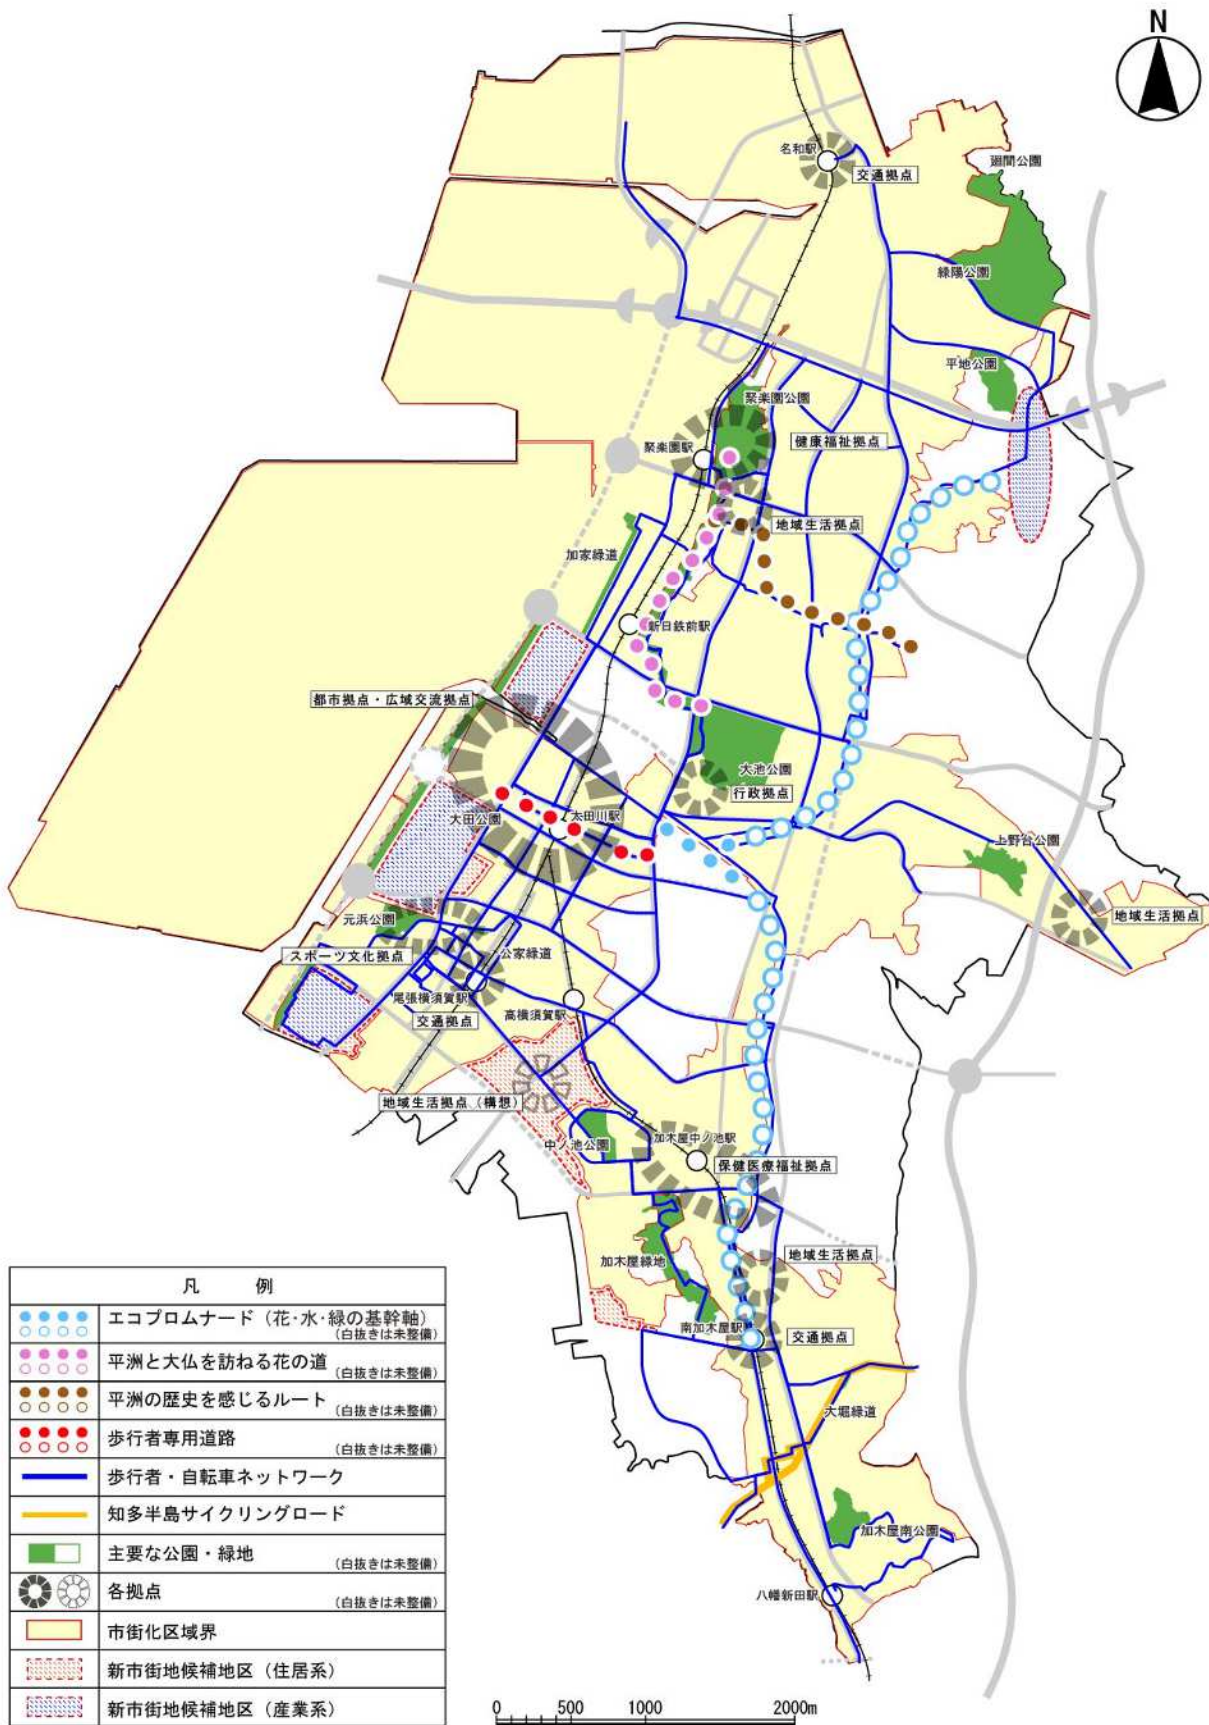 N
名和駅
交通拠点
廻間公園
緑陽公園
平地公園
聚楽園公園
聚楽園駅
健康福祉拠点
地域生活拠点
加家緑道
新日鉄前駅
都市拠点・広域交流拠点
大池公園
行政拠点
大田公園
太田川駅
上野台公園
地域生活拠点
元浜公園
スポーツ文化拠点
公家緑道
尾張横須賀駅
高横須賀駅
交通拠点
地域生活拠点（構想）
中ノ池公園
加木屋中ノ池駅
保健医療福祉拠点
加木屋緑地
地域生活拠点
南加木屋駅
交通拠点
大堀緑道
加木屋南公園
八幡新田駅
凡 例
エコプロムナード（花・水・緑の基幹軸）
（白抜きは未整備）
平洲と大仏を訪ねる花の道
（白抜きは未整備）
平洲の歴史を感じるルート
（白抜きは未整備）
歩行者専用道路
（白抜きは未整備）
歩行者・自転車ネットワーク
知多半島サイクリングロード
主要な公園・緑地
（白抜きは未整備）
各拠点
（白抜きは未整備）
市街化区域界
新市街地候補地区（住居系）
新市街地候補地区（産業系）
0 500 1000 2000m